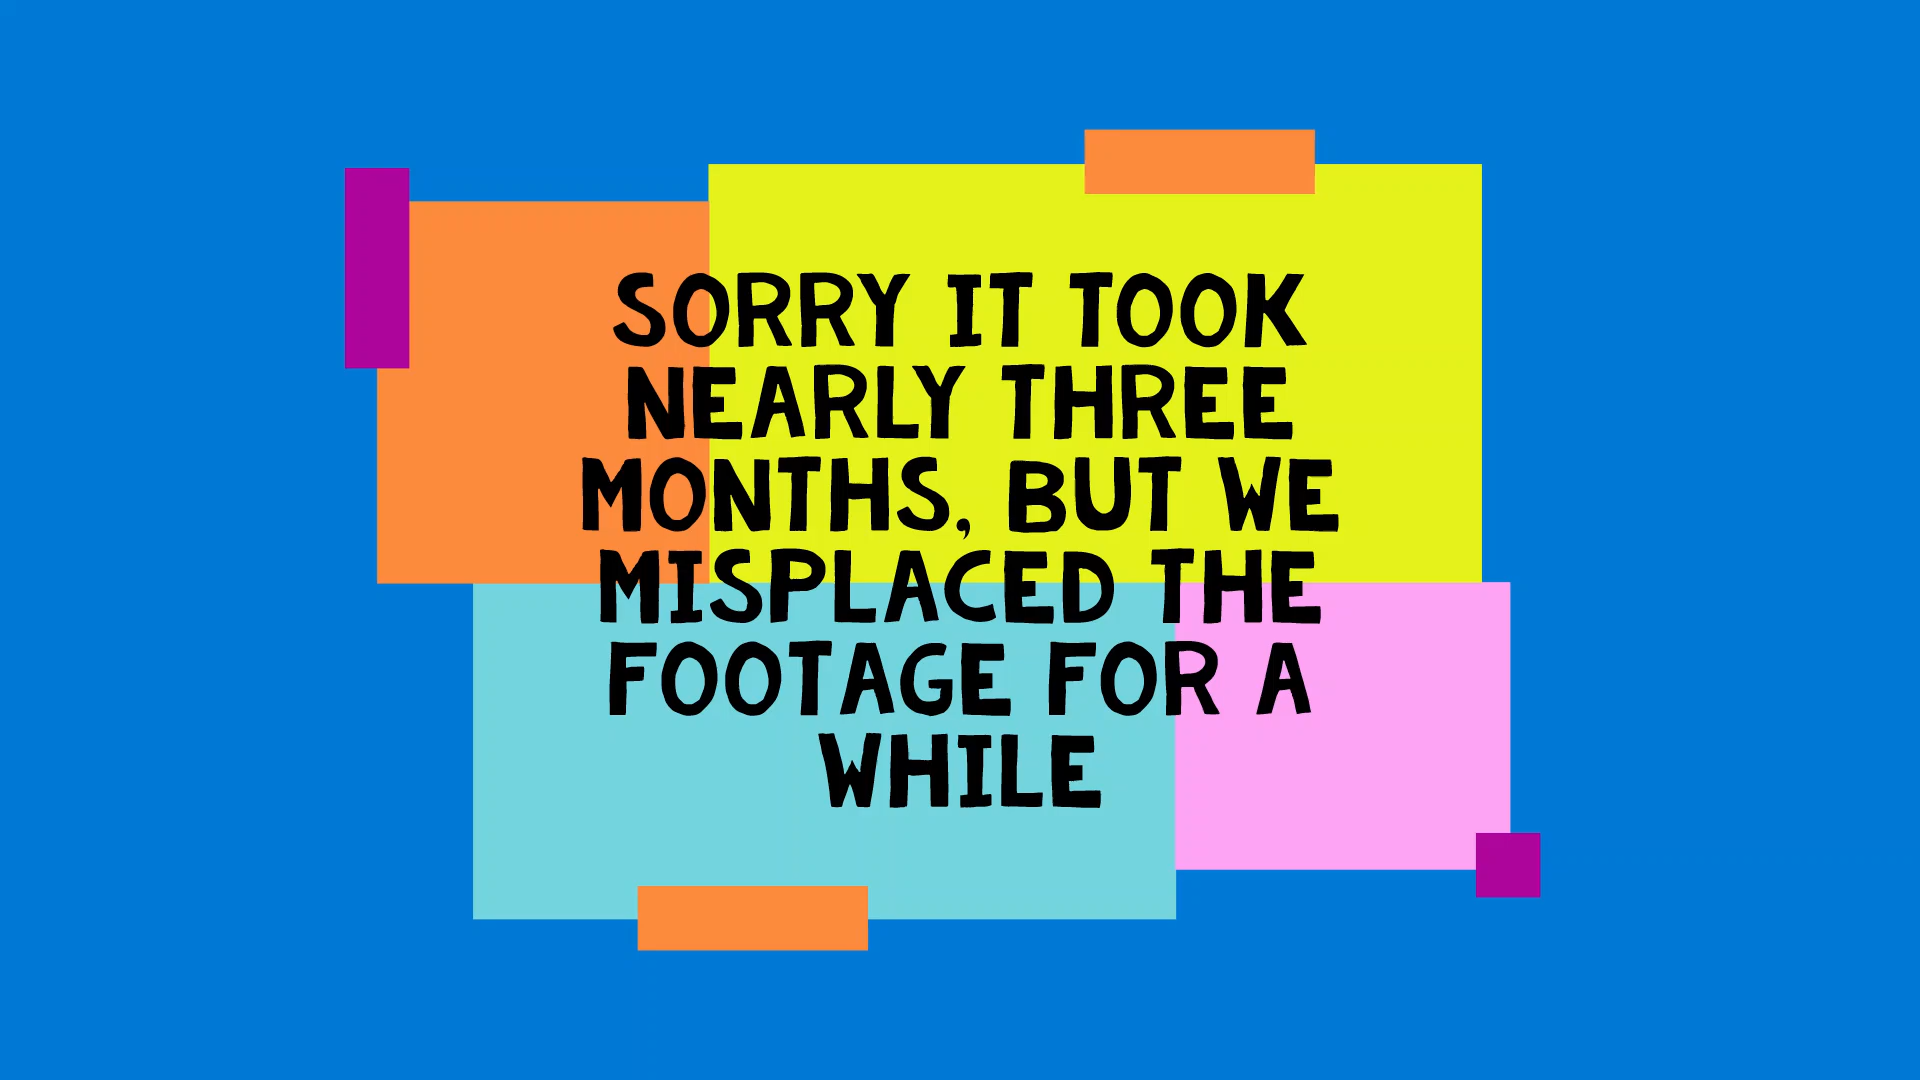 SORRY IT TOOK
NEARLY THREE
MONTHS, BUT WE
MISPLACED THE
FOOTAGE FOR A
WHILE